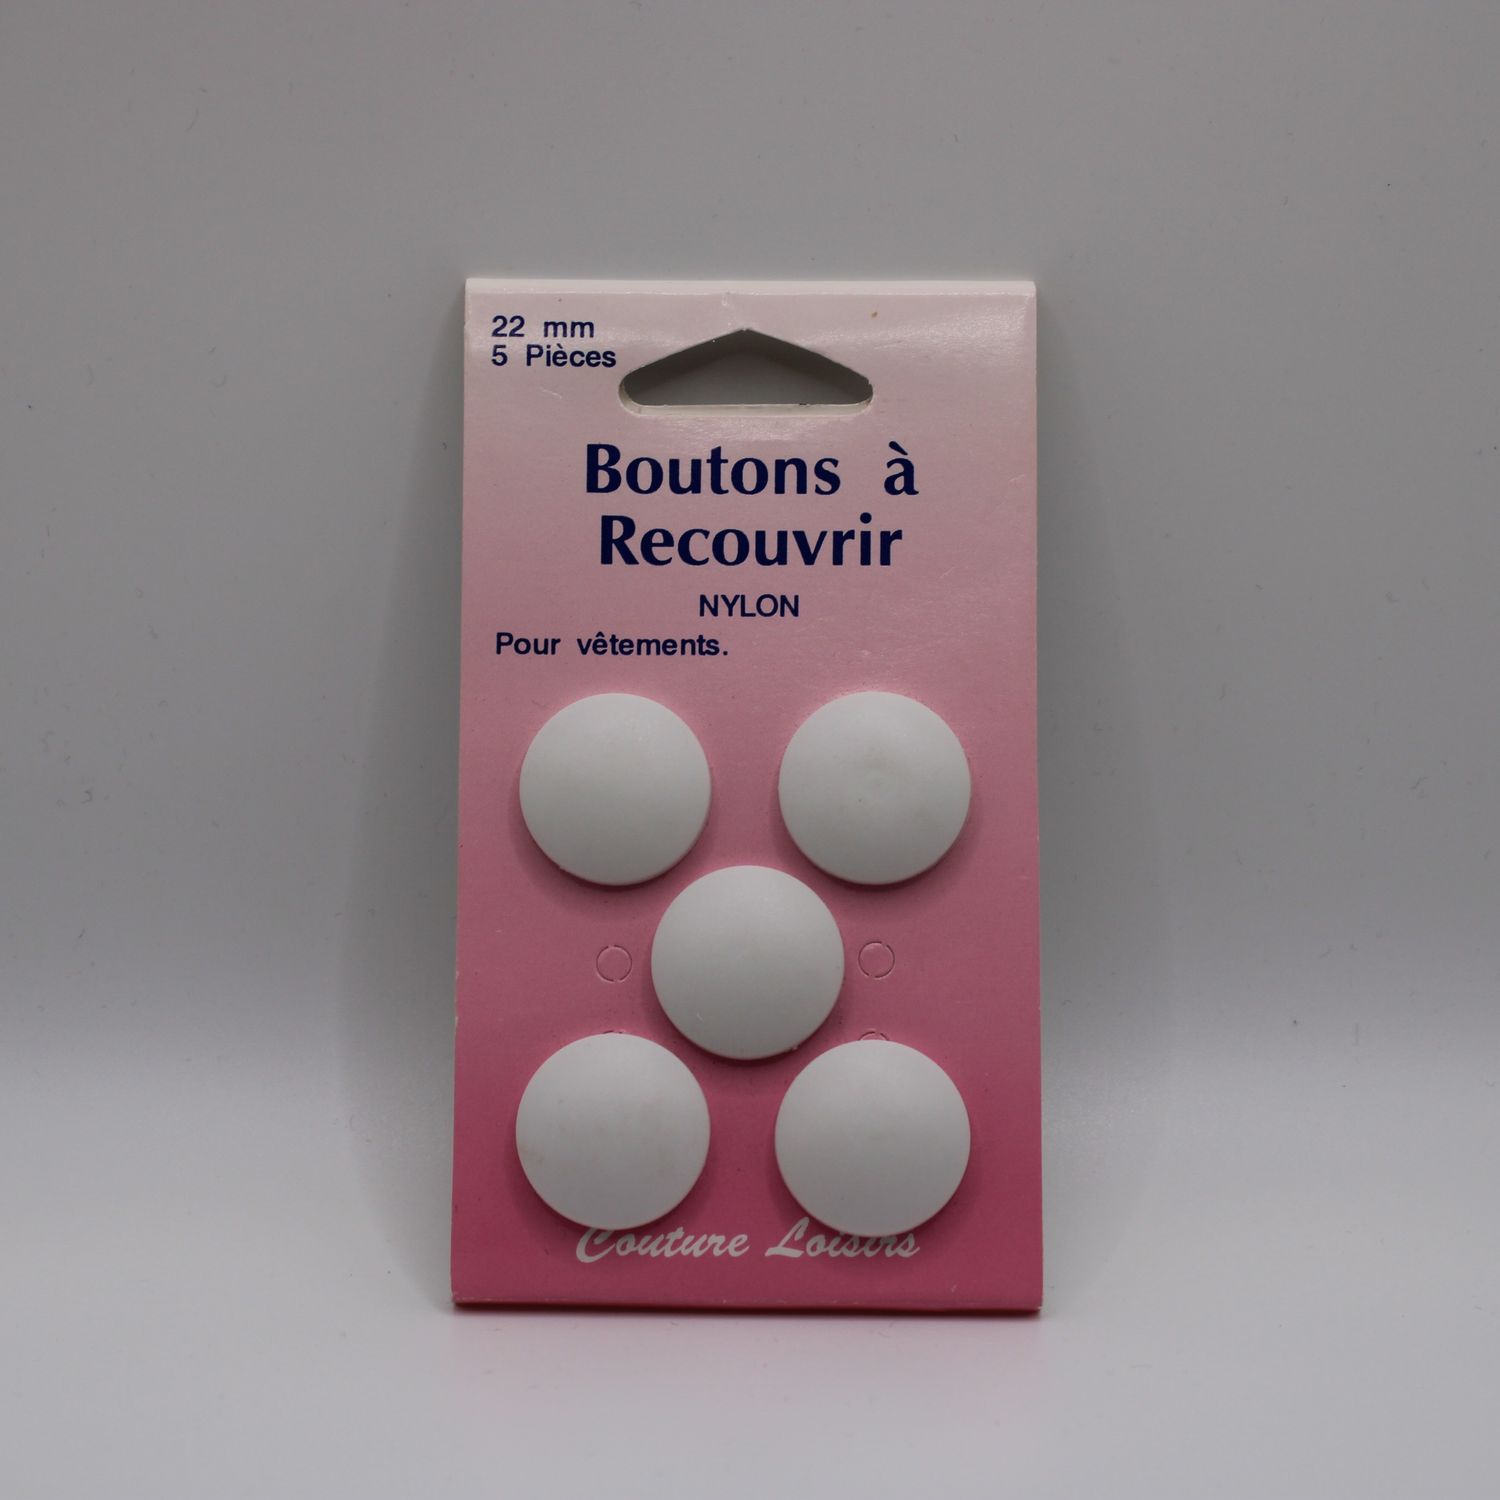 22 mm
5 Pièces
Boutons à
Recouvrir
NYLON
Pour vêtements.
Couture Loisirs